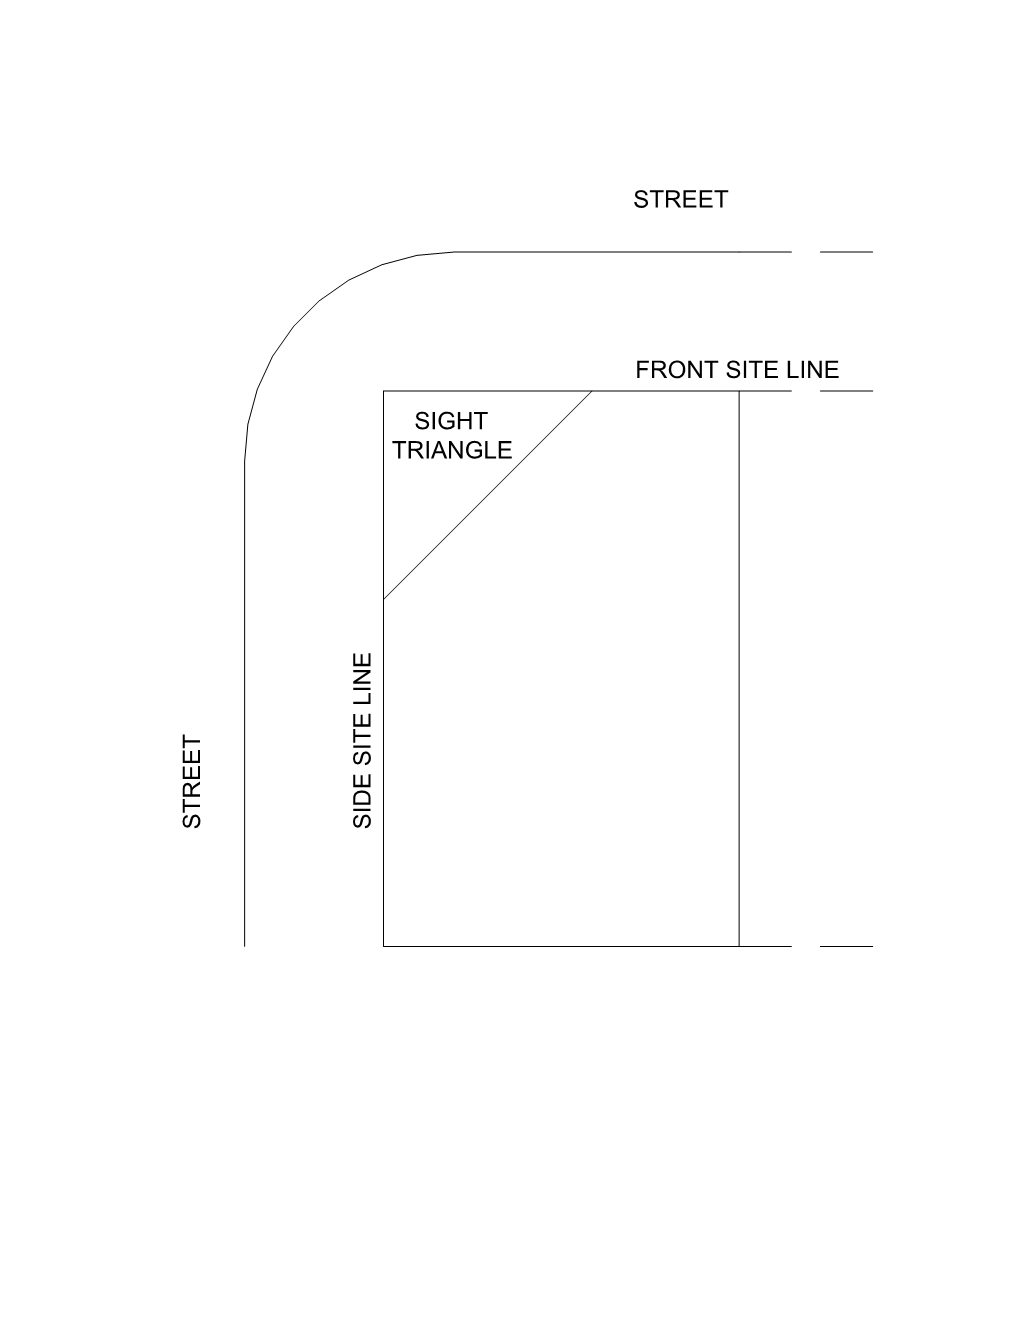 STREET
FRONT SITE LINE
SIGHT
TRIANGLE
SIDE SITE LINE
STREET